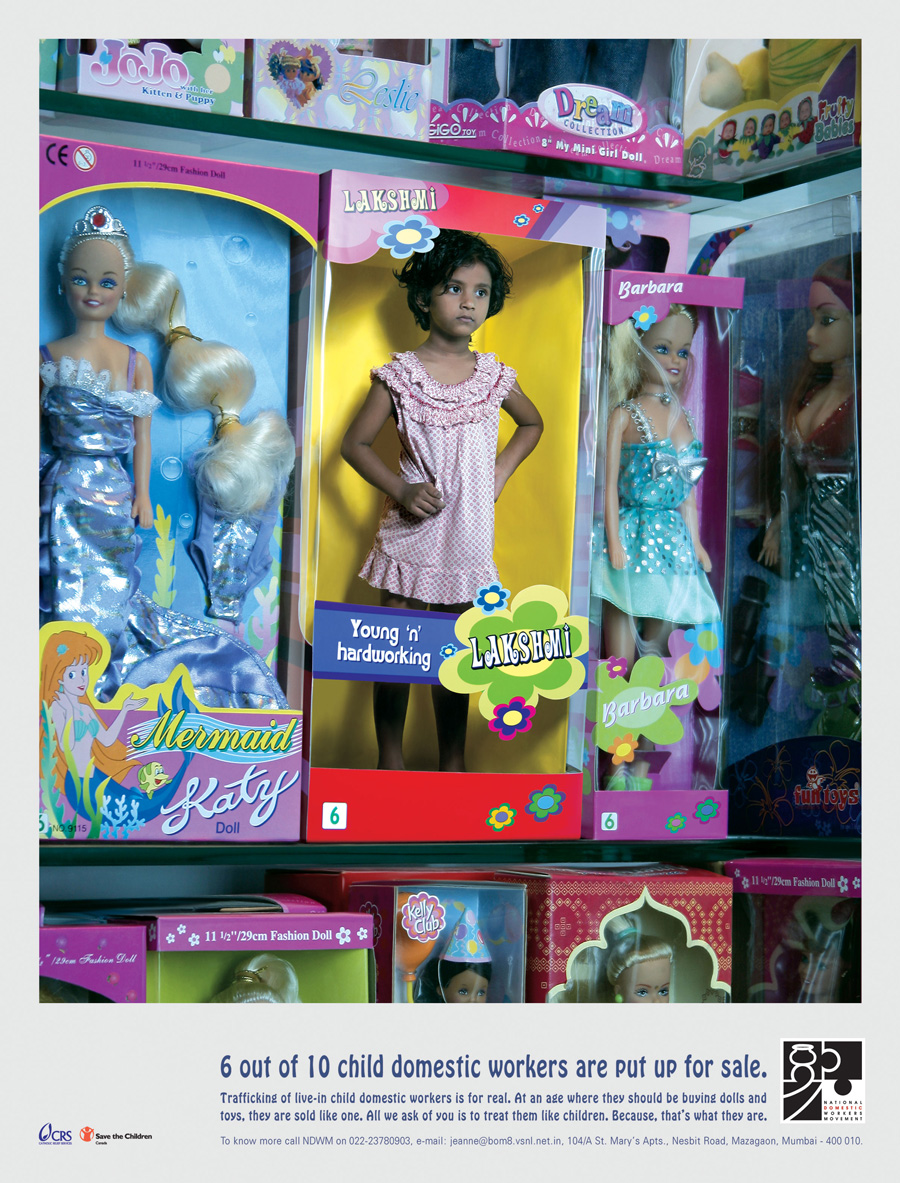 JoJo
with her
Kitten & Puppy
Leslie
GiGO TOY
Dream
COLLECTION
8" My Mini Girl Doll
Dream
Fruity
Babies
CE
11 1/2"/29cm Fashion Doll
LAKSHMi
Barbara
Young 'n'
hardworking
LAKSHMi
Barbara
Mermaid
Katy
Doll
NO.9115
6
6
fun toys
11 1/2"/29cm Fashion Doll
"/29cm Fashion Doll
11 1/2"/29cm Fashion Doll
Kelly
Club
6 out of 10 child domestic workers are put up for sale.
Trafficking of live-in child domestic workers is for real. At an age where they should be buying dolls and
toys, they are sold like one. All we ask of you is to treat them like children. Because, that's what they are.
To know more call NDWM on 022-23780903, e-mail: jeanne@bom8.vsnl.net.in, 104/A St. Mary's Apts., Nesbit Road, Mazagaon, Mumbai - 400 010.
NATIONAL
DOMESTIC
WORKERS
MOVEMENT
CRS
CATHOLIC RELIEF SERVICES
Save the Children
Canada